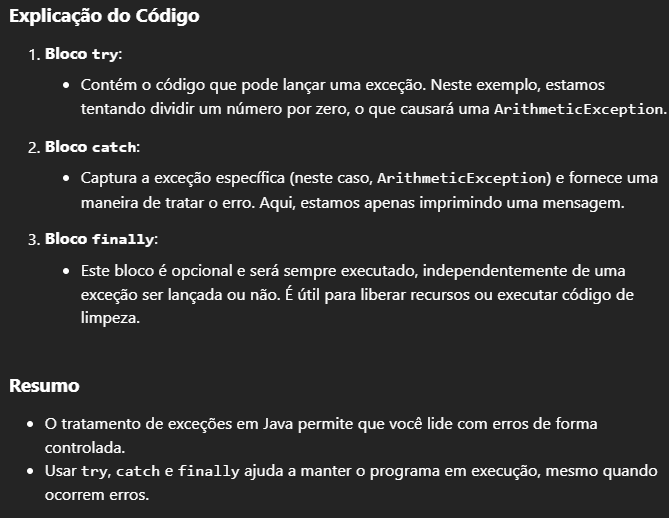 Explicação do Código
1. Bloco try:
• Contém o código que pode lançar uma exceção. Neste exemplo, estamos
tentando dividir um número por zero, o que causará uma ArithmeticException.
2. Bloco catch:
• Captura a exceção específica (neste caso, ArithmeticException) e fornece uma
maneira de tratar o erro. Aqui, estamos apenas imprimindo uma mensagem.
3. Bloco finally:
• Este bloco é opcional e será sempre executado, independentemente de uma
exceção ser lançada ou não. É útil para liberar recursos ou executar código de
limpeza.
Resumo
• O tratamento de exceções em Java permite que você lide com erros de forma
controlada.
• Usar try, catch e finally ajuda a manter o programa em execução, mesmo quando
ocorrem erros.